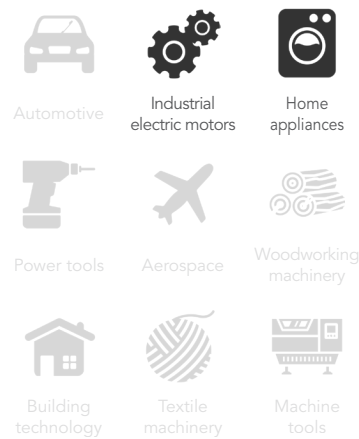 Automotive
Industrial
electric motors
Home
appliances
Power tools
Aerospace
Woodworking
machinery
Building
technology
Textile
machinery
Machine
tools